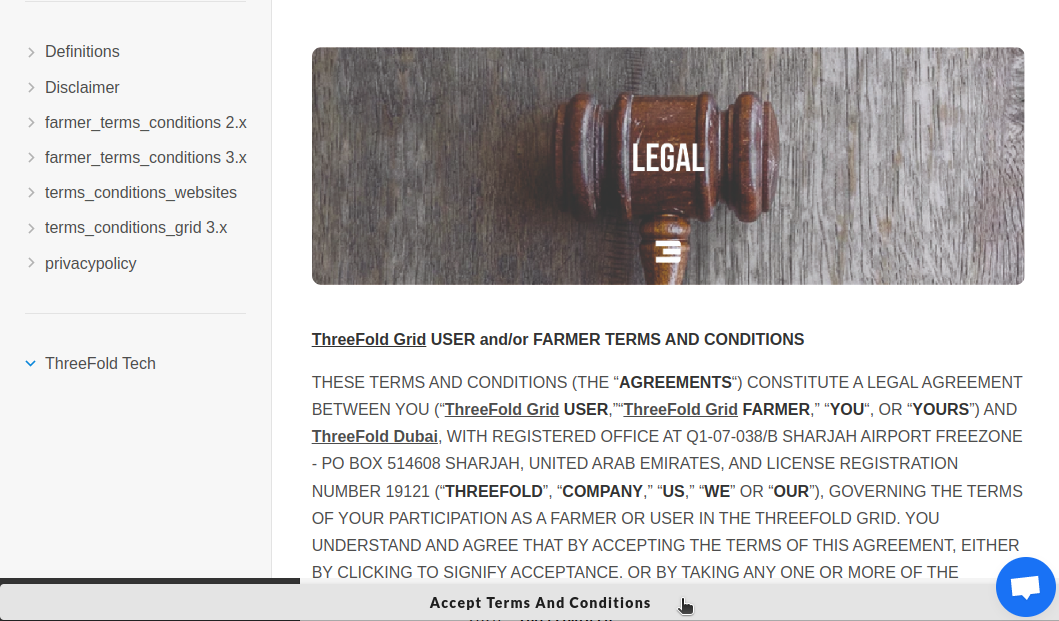 Definitions
Disclaimer
farmer_terms_conditions 2.x
farmer_terms_conditions 3.x
terms_conditions_websites
terms_conditions_grid 3.x
privacypolicy
ThreeFold Tech
LEGAL
ThreeFold Grid USER and/or FARMER TERMS AND CONDITIONS
THESE TERMS AND CONDITIONS (THE “AGREEMENTS“) CONSTITUTE A LEGAL AGREEMENT
BETWEEN YOU (“ThreeFold Grid USER,”“ThreeFold Grid FARMER,” “YOU“, OR “YOURS”) AND
ThreeFold Dubai, WITH REGISTERED OFFICE AT Q1-07-038/B SHARJAH AIRPORT FREEZONE
- PO BOX 514608 SHARJAH, UNITED ARAB EMIRATES, AND LICENSE REGISTRATION
NUMBER 19121 (“THREEFOLD”, “COMPANY,” “US,” “WE” OR “OUR”), GOVERNING THE TERMS
OF YOUR PARTICIPATION AS A FARMER OR USER IN THE THREEFOLD GRID. YOU
UNDERSTAND AND AGREE THAT BY ACCEPTING THE TERMS OF THIS AGREEMENT, EITHER
BY CLICKING TO SIGNIFY ACCEPTANCE, OR BY TAKING ANY ONE OR MORE OF THE
Accept Terms And Conditions